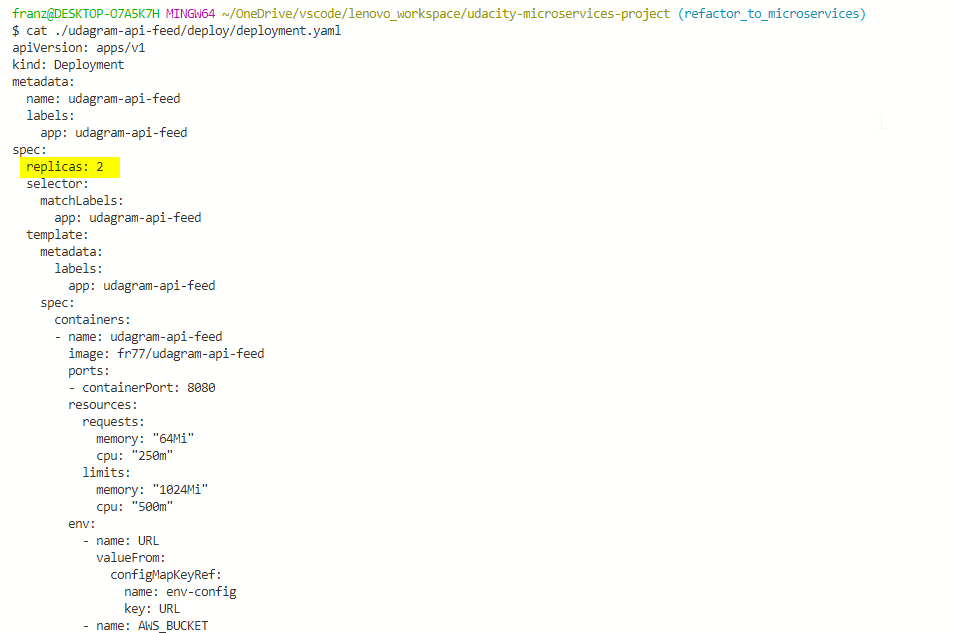 franz@DESKTOP-O7A5K7H MINGW64 ~/OneDrive/vscode/lenovo_workspace/udacity-microservices-project (refactor_to_microservices)
$ cat ./udagram-api-feed/deploy/deployment.yaml
apiVersion: apps/v1
kind: Deployment
metadata:
  name: udagram-api-feed
  labels:
    app: udagram-api-feed
spec:
  replicas: 2
  selector:
    matchLabels:
      app: udagram-api-feed
  template:
    metadata:
      labels:
        app: udagram-api-feed
    spec:
      containers:
      - name: udagram-api-feed
        image: fr77/udagram-api-feed
        ports:
        - containerPort: 8080
        resources:
          requests:
            memory: "64Mi"
            cpu: "250m"
          limits:
            memory: "1024Mi"
            cpu: "500m"
        env:
          - name: URL
            valueFrom:
              configMapKeyRef:
                name: env-config
                key: URL
          - name: AWS_BUCKET